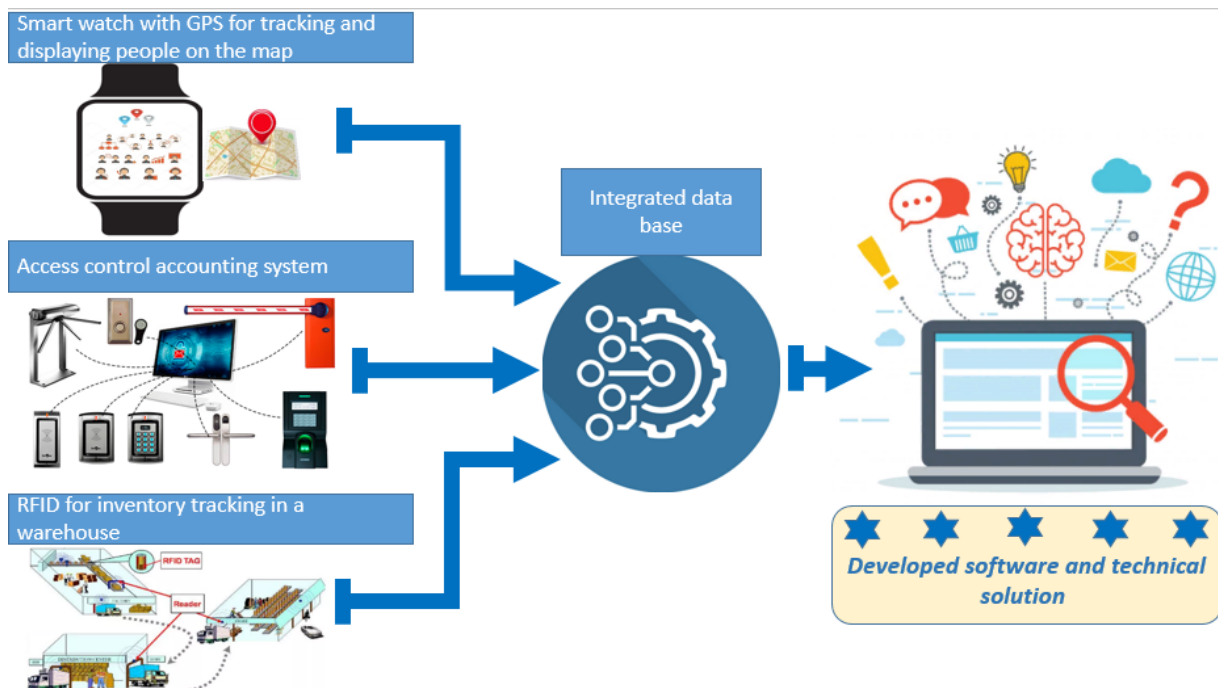 Smart watch with GPS for tracking and
displaying people on the map
Access control accounting system
RFID for inventory tracking in a
warehouse
RFID TAG
Reader
Integrated data
base
Developed software and technical
solution